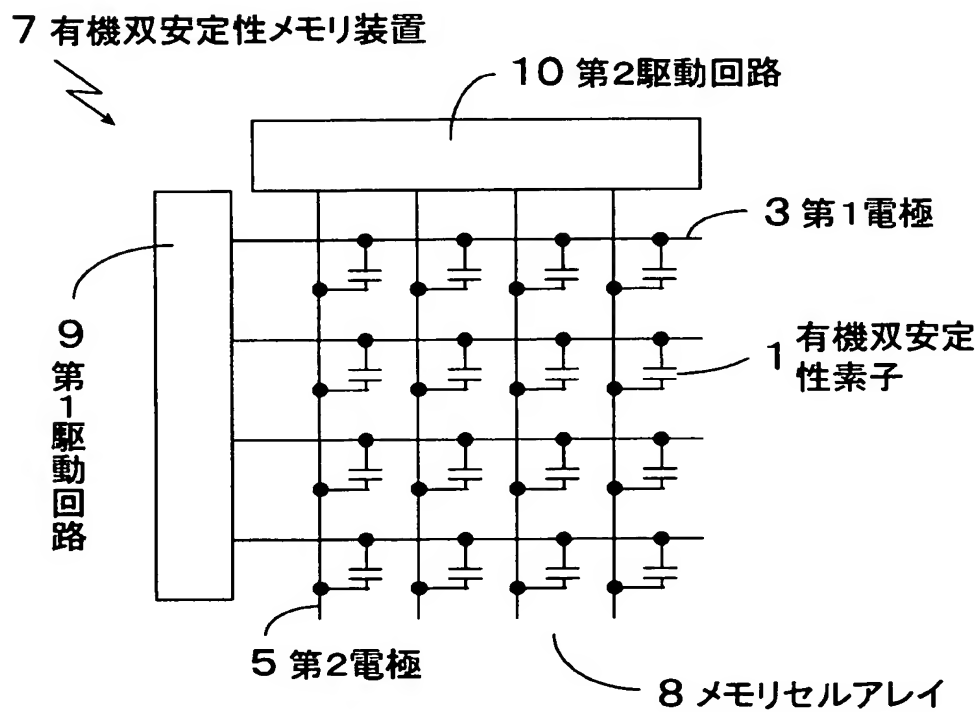 7 有機双安定性メモリ装置
10 第2駆動回路
3 第1電極
9 第1駆動回路
1 有機双安定
性素子
5 第2電極
8 メモリセルアレイ